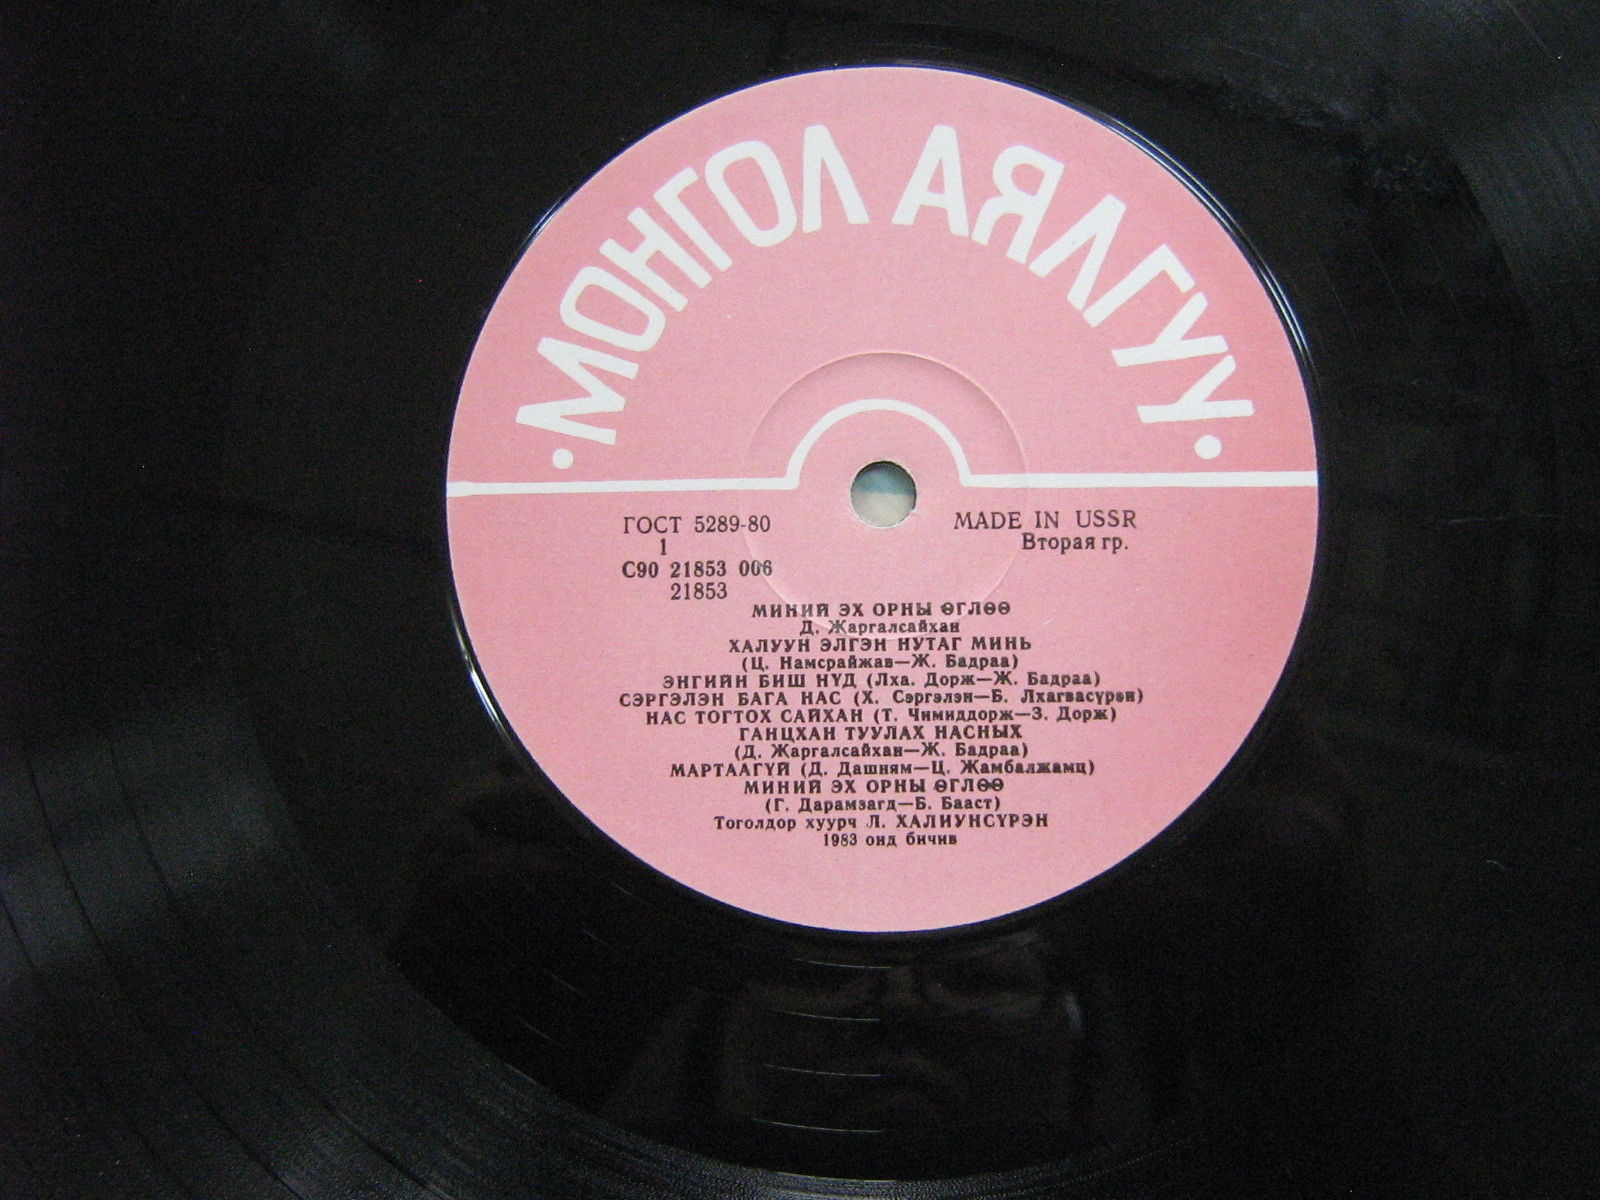 • МОНГОЛ АЯЛГУУ •
ГОСТ 5289-80
1
С90 21853 006
21853
MADE IN USSR
Вторая гр.
МИНИЙ ЭХ ОРНЫ ӨГЛӨӨ
Д. Жаргалсайхан
ХАЛУУН ЭЛГЭН НУТАГ МИНЬ
(Ц. Намсрайжав—Ж. Бадраа)
ЭНГИЙН БИШ НҮД (Лха. Дорж—Ж. Бадраа)
СЭРГЭЛЭН БАГА НАС (Х. Сэргэлэн—Б. Лхагвасүрэн)
НАС ТОГТОХ САЙХАН (Т. Чимиддорж—З. Дорж)
ГАНЦХАН ТУУЛАХ НАСНЫХ
(Д. Жаргалсайхан—Ж. Бадраа)
МАРТААГҮЙ (Д. Дашням—Ц. Жамбалжамц)
МИНИЙ ЭХ ОРНЫ ӨГЛӨӨ
(Г. Дарамзагд—Б. Бааст)
Тоголдор хуурч Л. ХАЛИУНСҮРЭН
1983 онд бичив